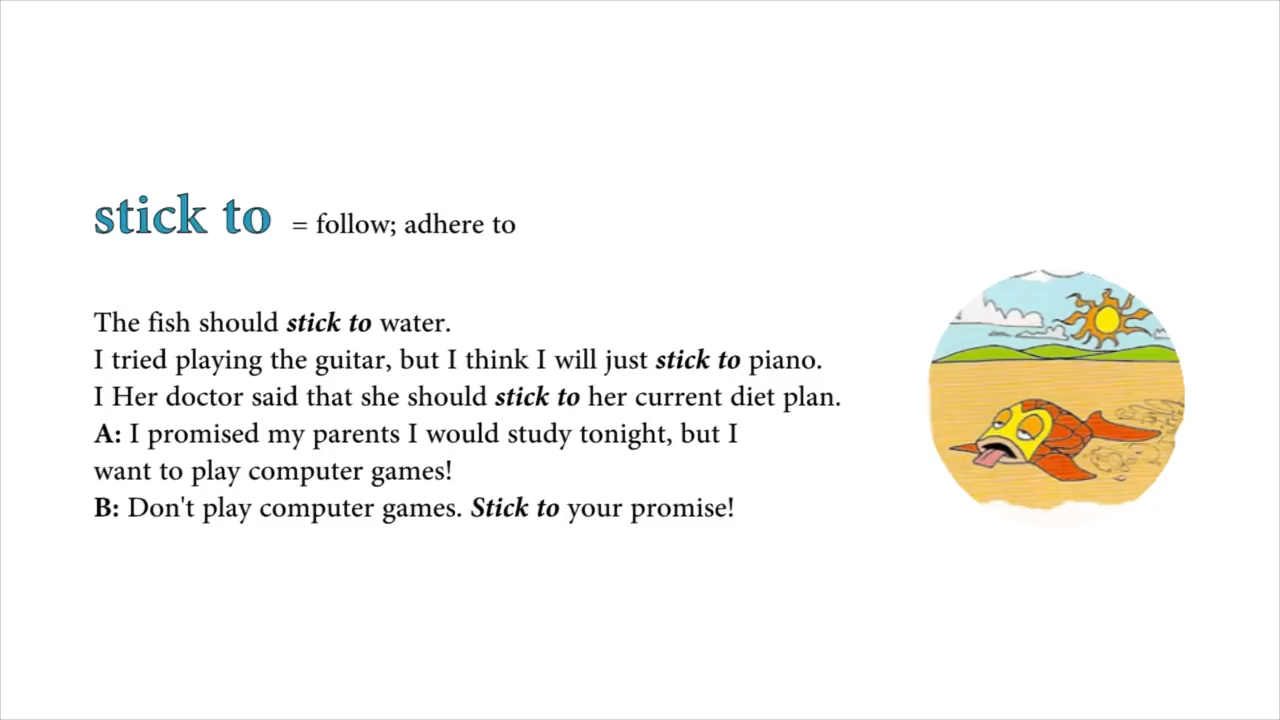 stick to = follow; adhere to
The fish should stick to water.
I tried playing the guitar, but I think I will just stick to piano.
I Her doctor said that she should stick to her current diet plan.
A: I promised my parents I would study tonight, but I
want to play computer games!
B: Don't play computer games. Stick to your promise!